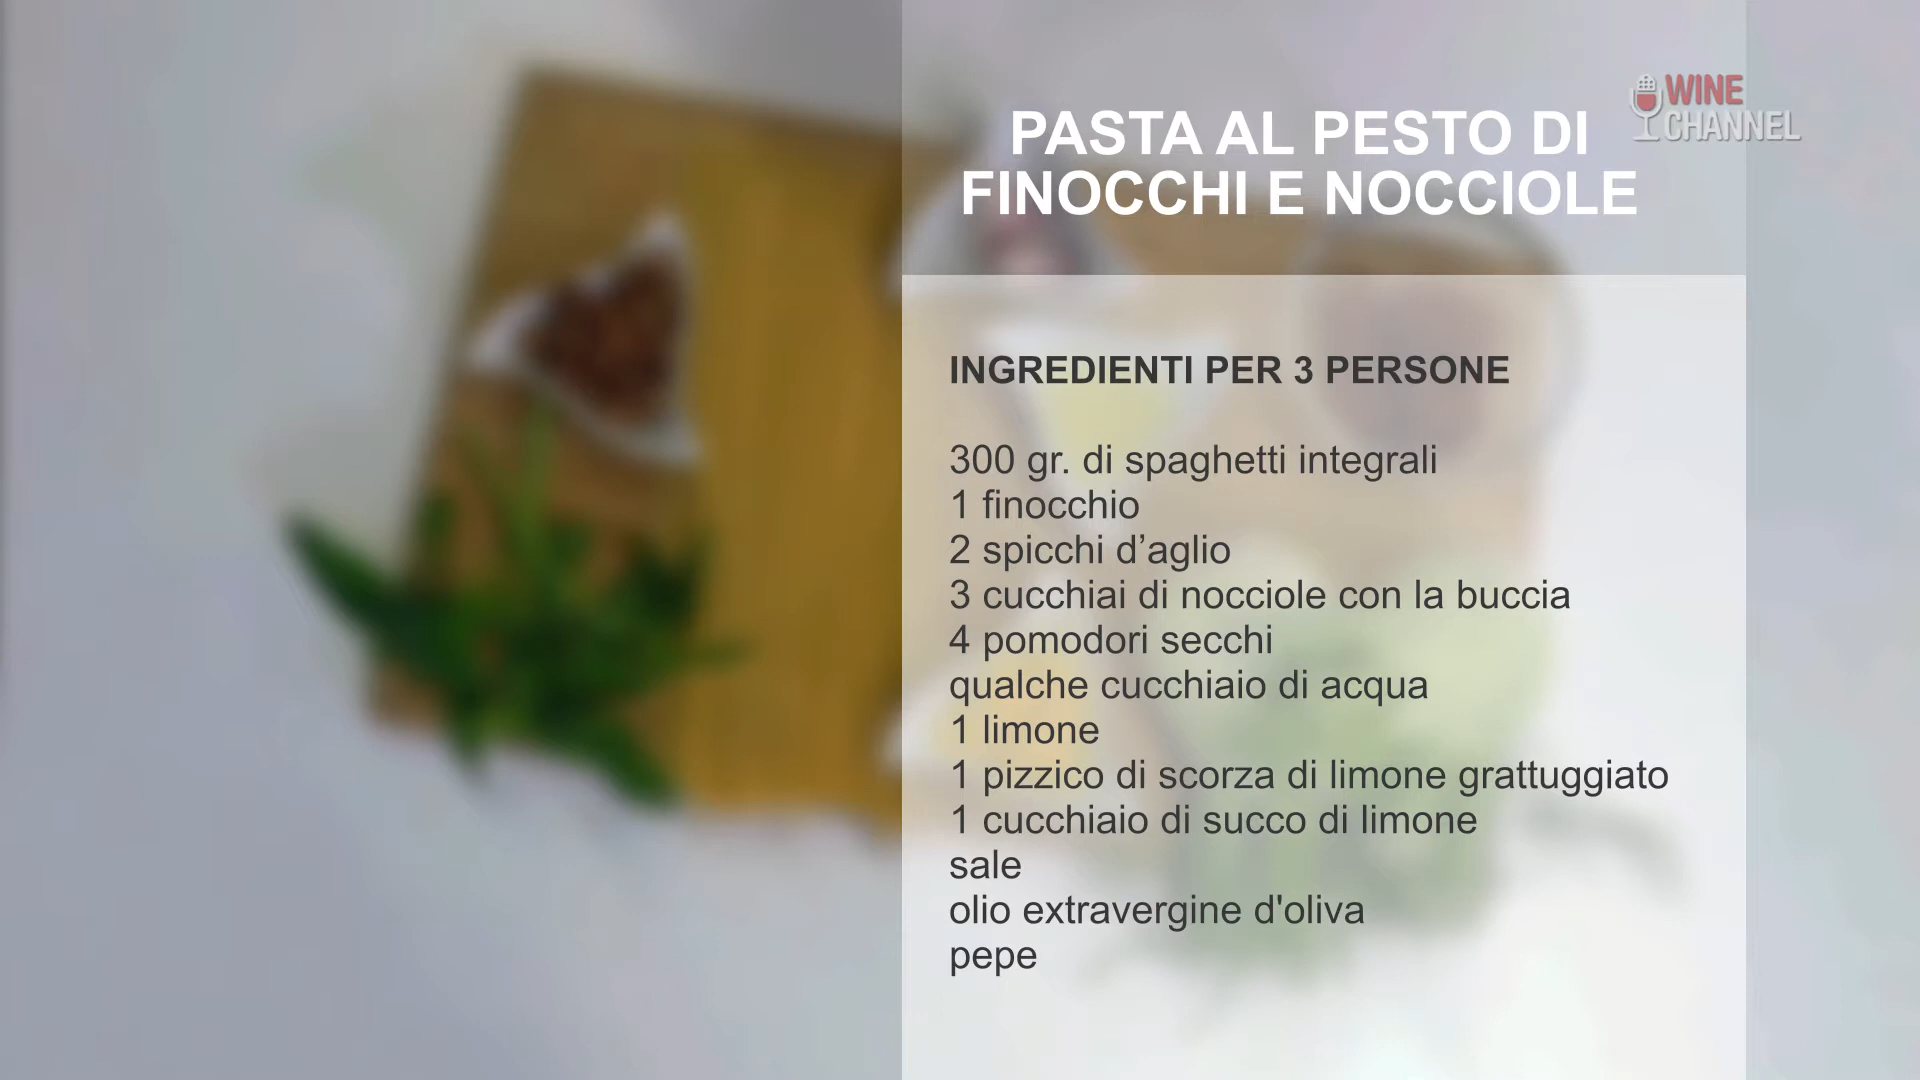 WINE
CHANNEL
PASTA AL PESTO DI
FINOCCHI E NOCCIOLE
INGREDIENTI PER 3 PERSONE
300 gr. di spaghetti integrali
1 finocchio
2 spicchi d’aglio
3 cucchiai di nocciole con la buccia
4 pomodori secchi
qualche cucchiaio di acqua
1 limone
1 pizzico di scorza di limone grattuggiato
1 cucchiaio di succo di limone
sale
olio extravergine d'oliva
pepe